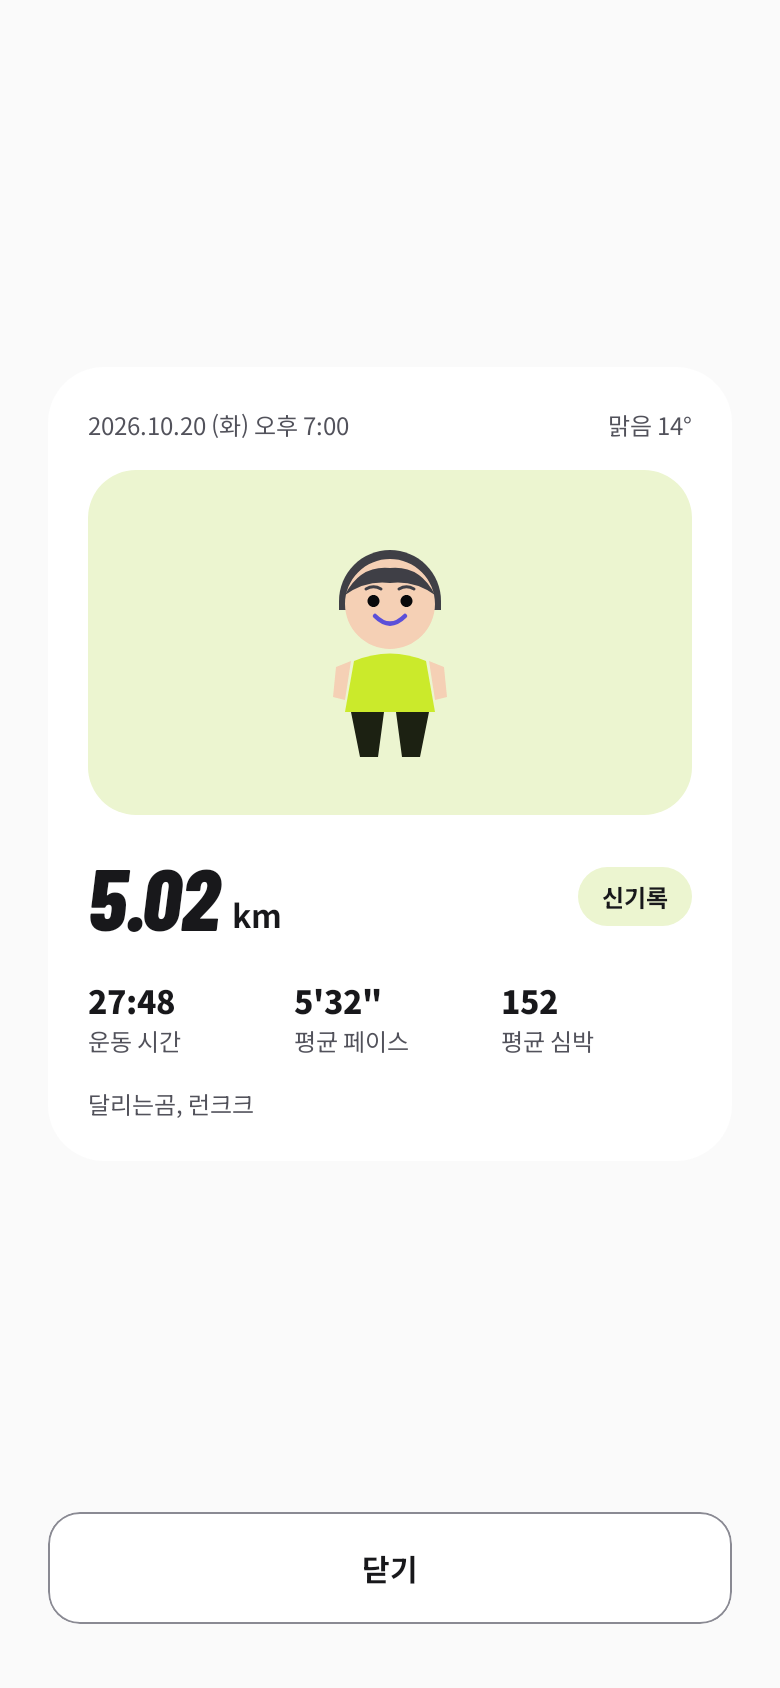 2026.10.20 (화) 오후 7:00
맑음 14°
5.02 km
신기록
27:48
운동 시간
5'32"
평균 페이스
152
평균 심박
달리는곰, 런크크
닫기